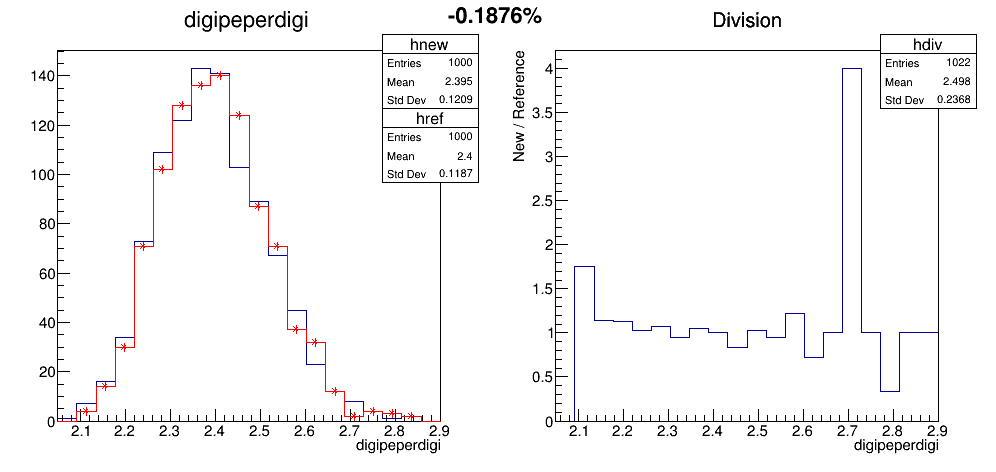 digipeperdigi
-0.1876%
Division
hnew
Entries 1000
Mean 2.395
Std Dev 0.1209
href
Entries 1000
Mean 2.4
Std Dev 0.1187
140
120
100
80
60
40
20
0
2.1 2.2 2.3 2.4 2.5 2.6 2.7 2.8 2.9
digipeperdigi
hdiv
Entries 1022
Mean 2.498
Std Dev 0.2368
New / Reference
4
3.5
3
2.5
2
1.5
1
0.5
0
2.1 2.2 2.3 2.4 2.5 2.6 2.7 2.8 2.9
digipeperdigi